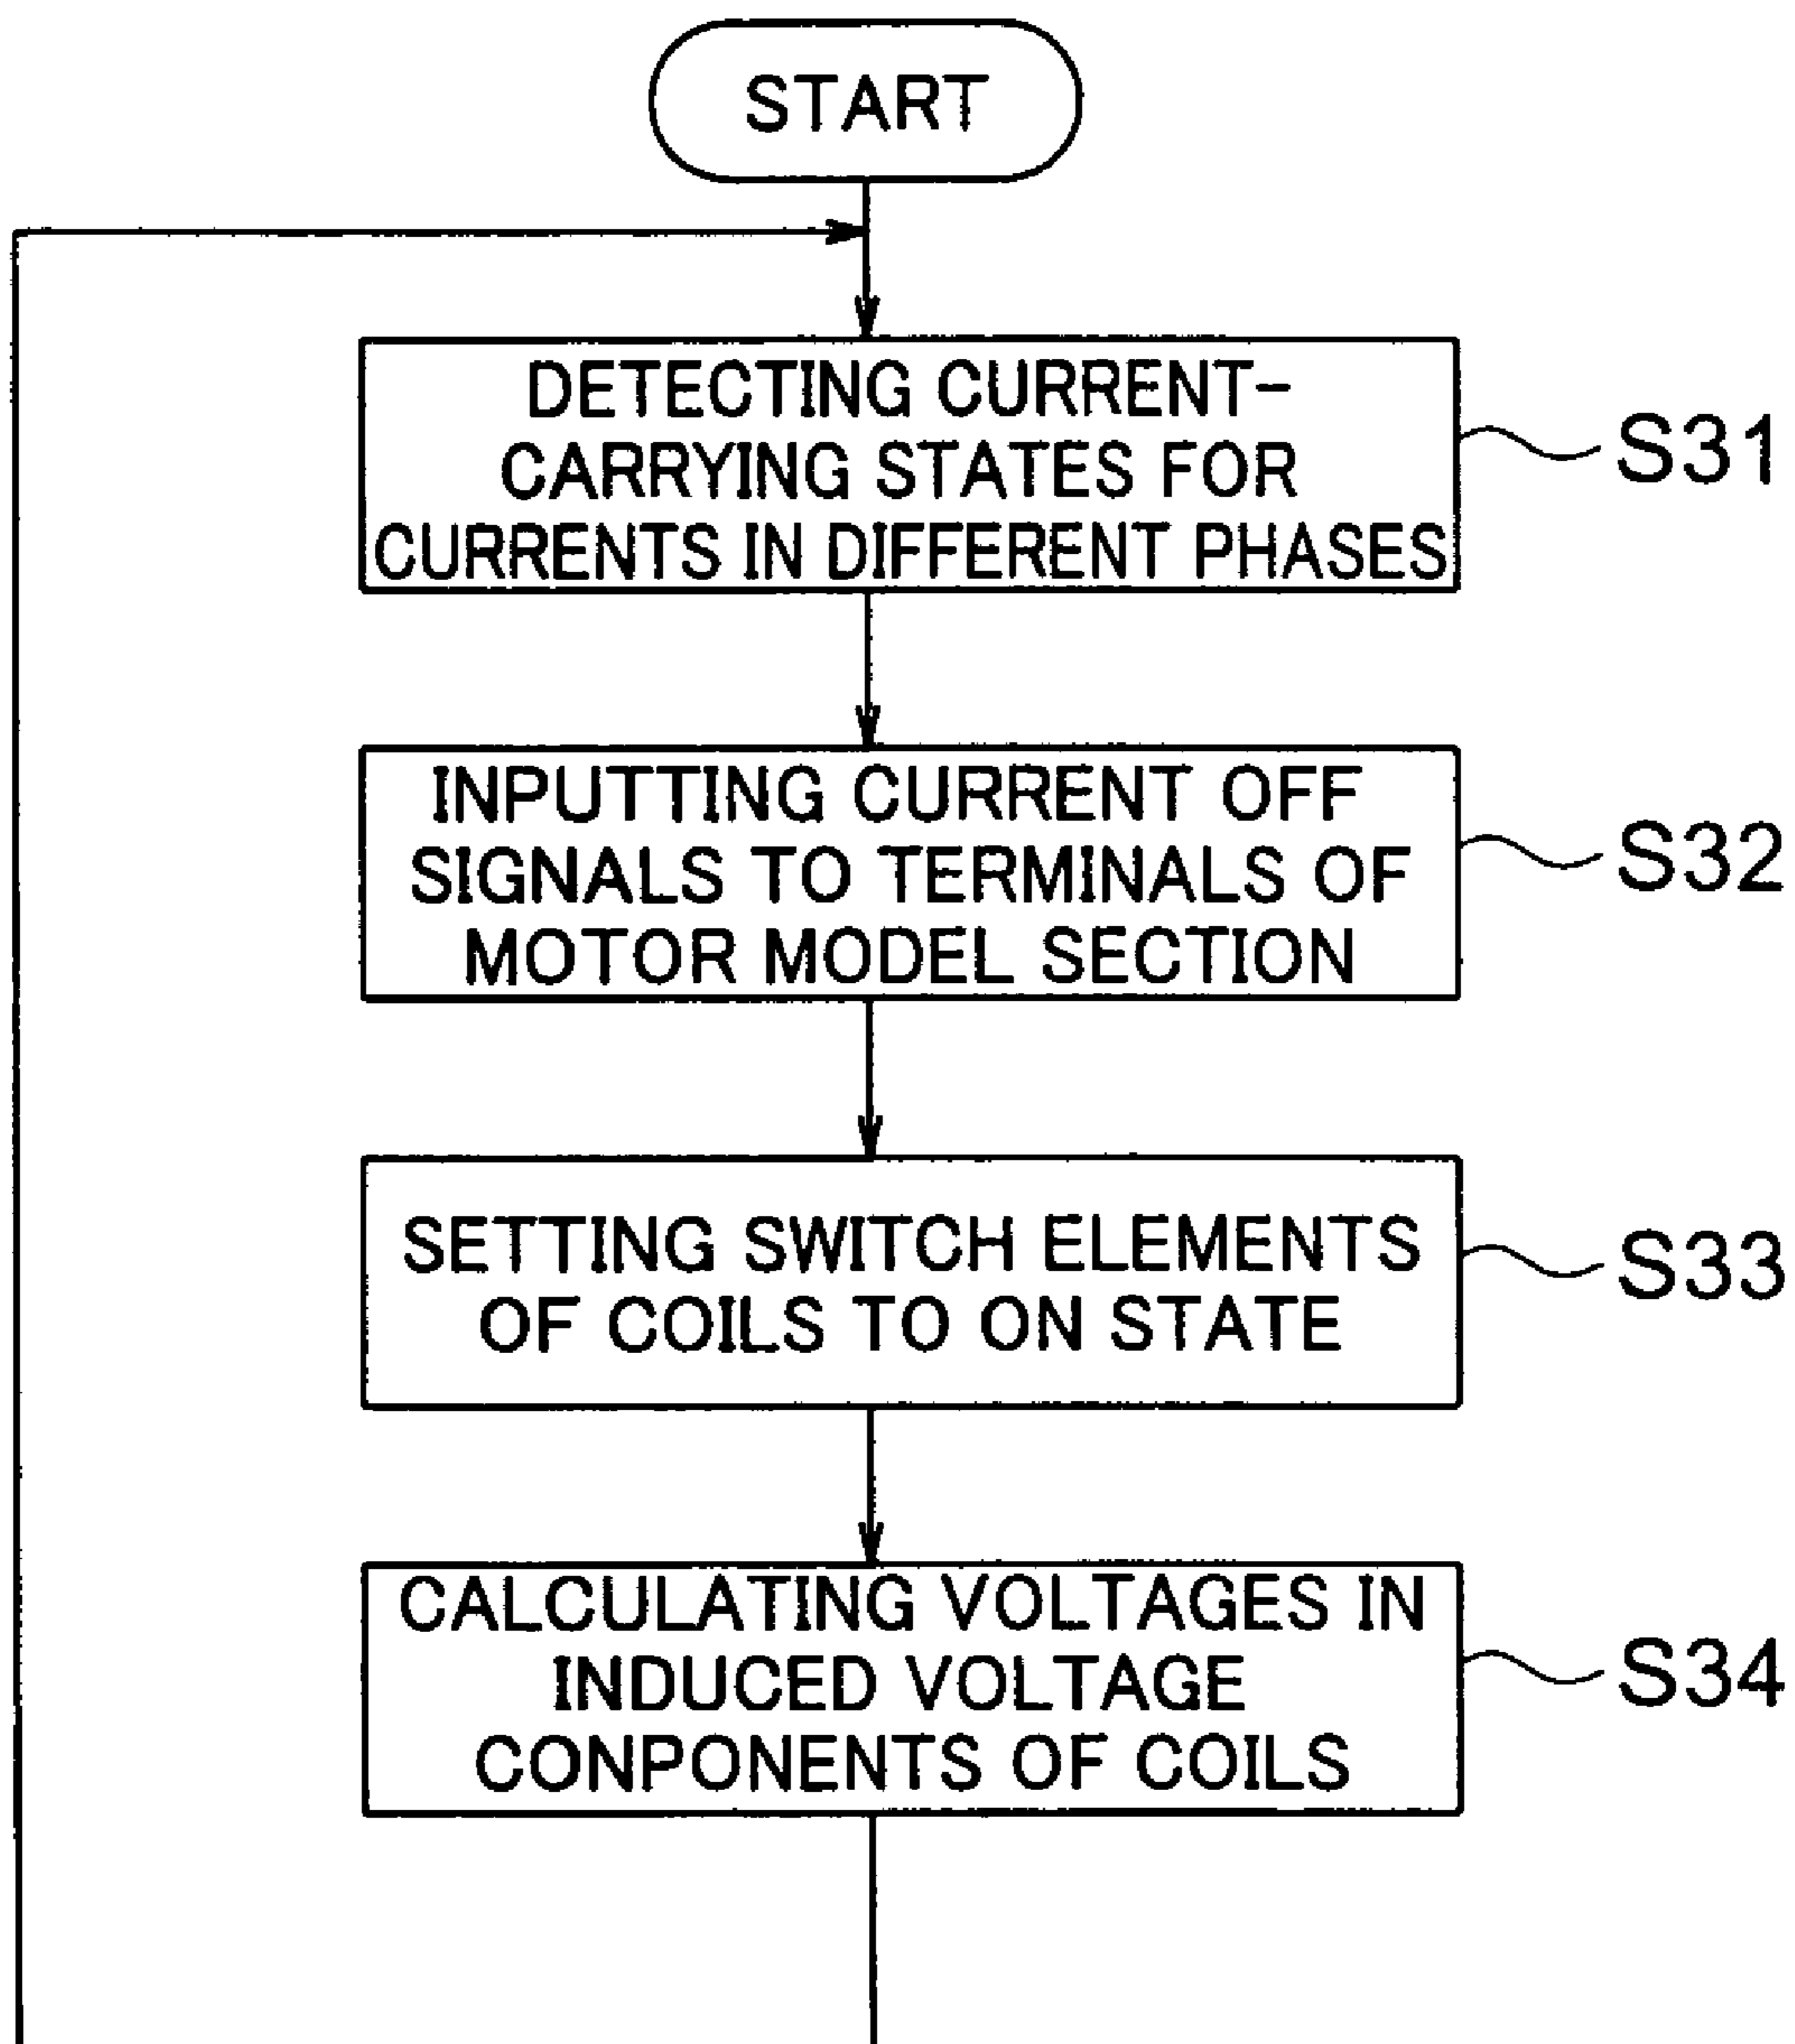 START
DETECTING CURRENT-
CARRYING STATES FOR
CURRENTS IN DIFFERENT PHASES
S31
INPUTTING CURRENT OFF
SIGNALS TO TERMINALS OF
MOTOR MODEL SECTION
S32
SETTING SWITCH ELEMENTS
OF COILS TO ON STATE
S33
CALCULATING VOLTAGES IN
INDUCED VOLTAGE
CONPONENTS OF COILS
S34